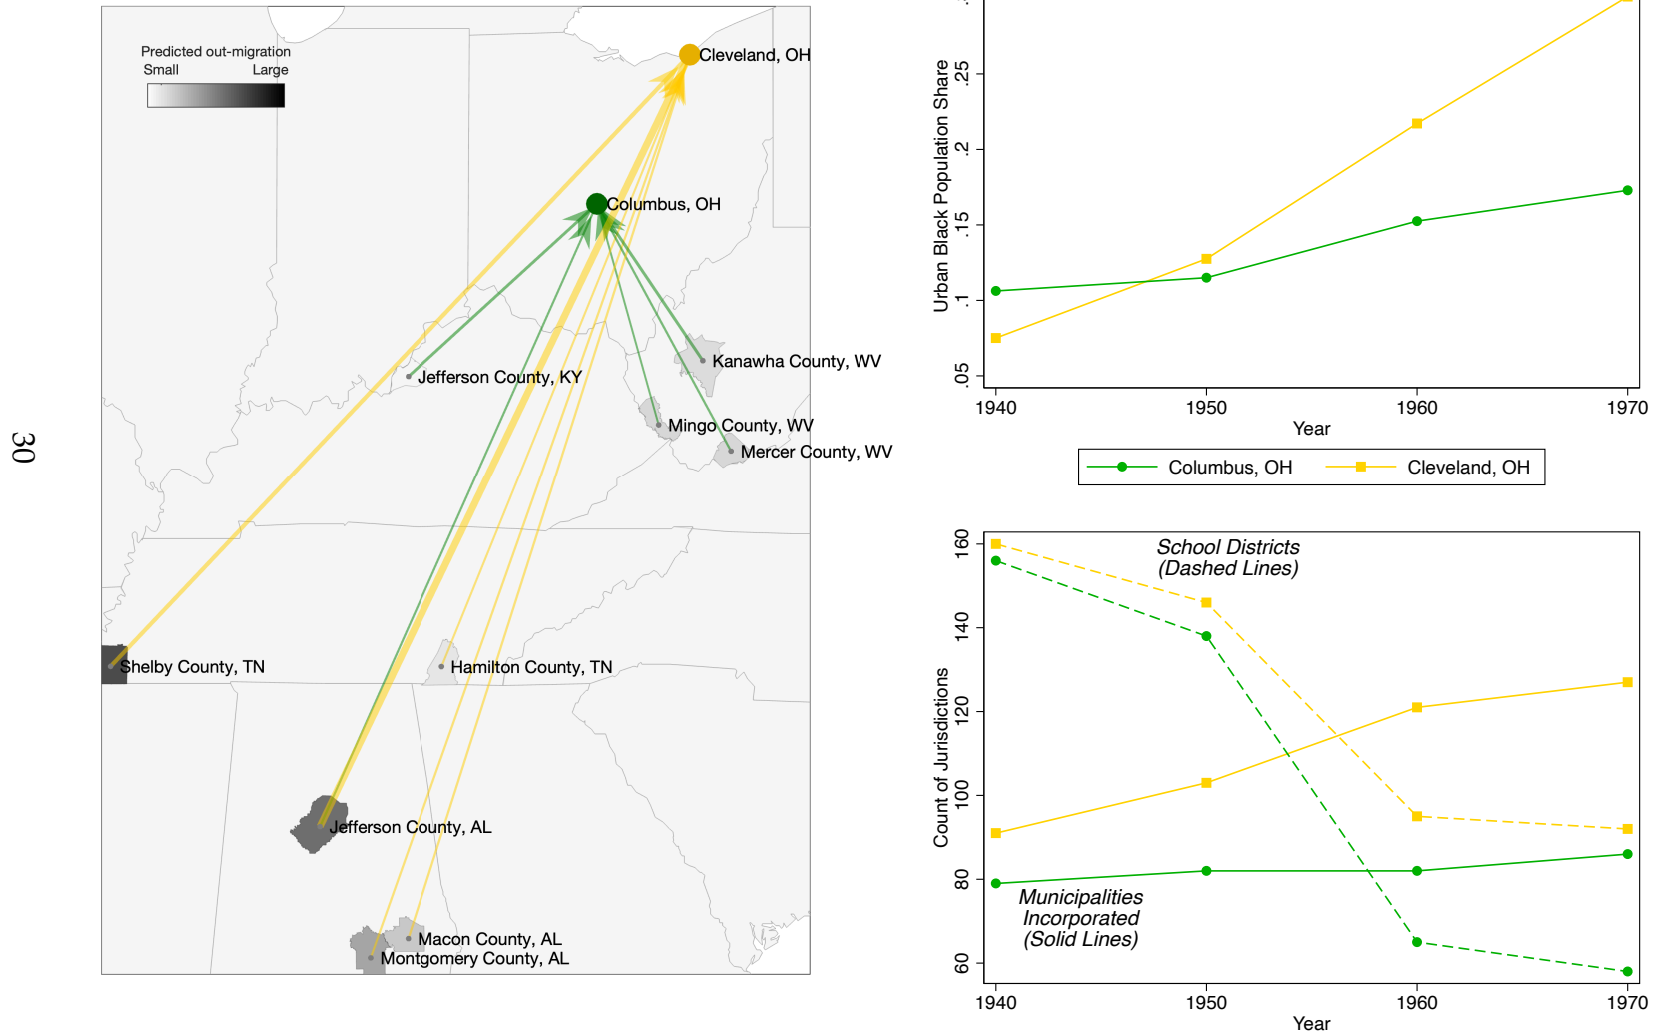 30
Predicted out-migration
Small Large
Cleveland, OH
Columbus, OH
Jefferson County, KY
Kanawha County, WV
Mingo County, WV
Mercer County, WV
Shelby County, TN
Hamilton County, TN
Jefferson County, AL
Macon County, AL
Montgomery County, AL
Urban Black Population Share
.25
.2
.15
.1
.05
1940 1950 1960 1970
Year
Columbus, OH Cleveland, OH
Count of Jurisdictions
160
140
120
100
80
60
School Districts
(Dashed Lines)
Municipalities
Incorporated
(Solid Lines)
1940 1950 1960 1970
Year